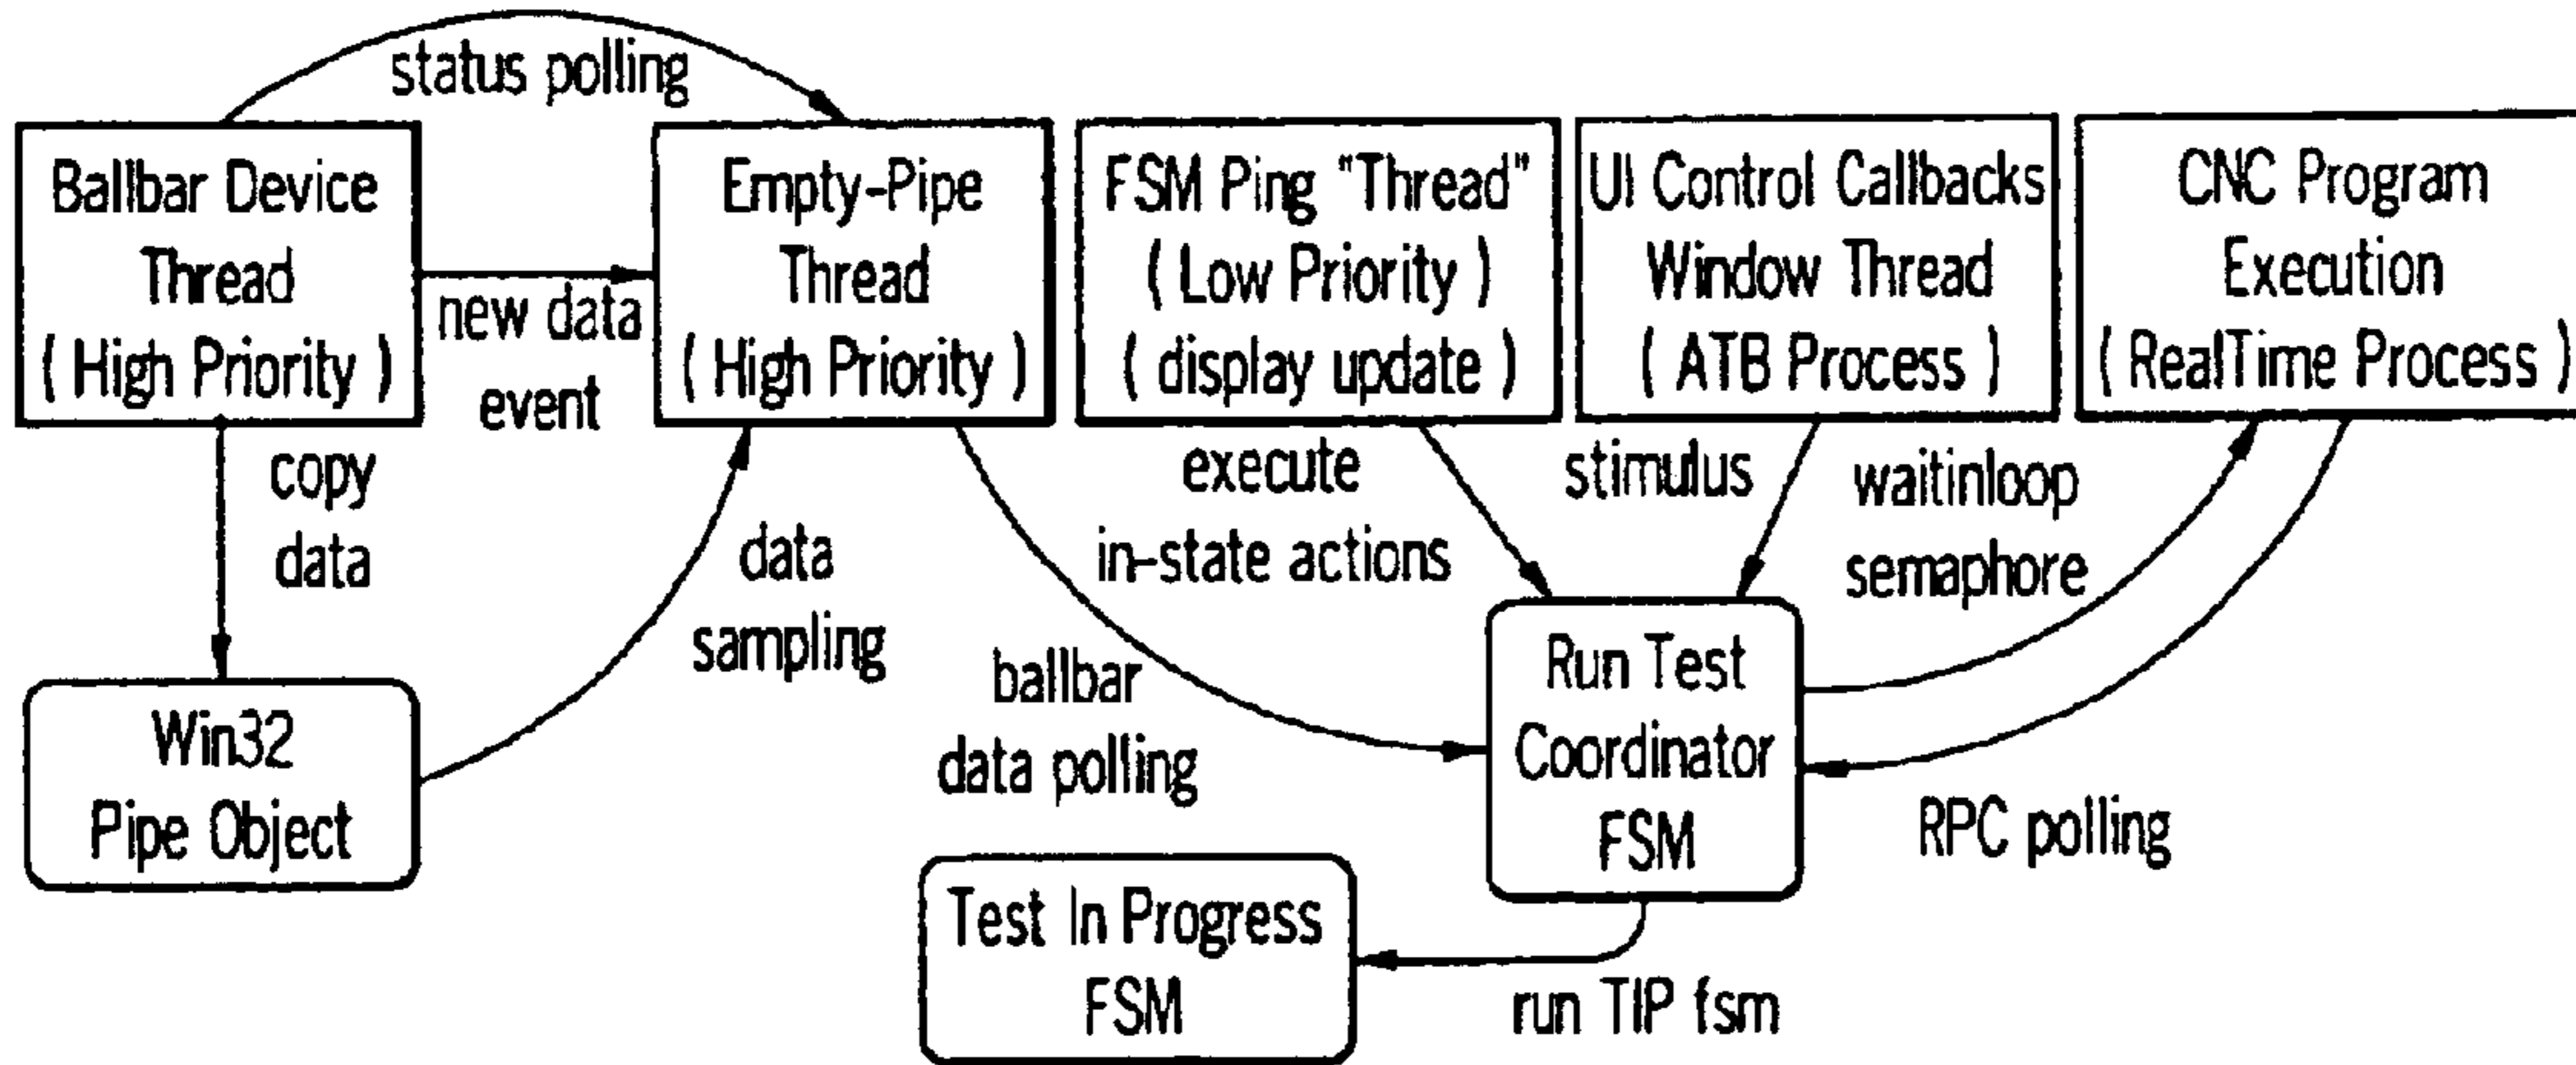 status polling
Ballbar Device
Thread
( High Priority )
new data
event
Empty-Pipe
Thread
( High Priority )
FSM Ping "Thread"
( Low Priority )
( display update )
UI Control Callbacks
Window Thread
( ATB Process )
CNC Program
Execution
( RealTime Process )
copy
data
data
sampling
execute
in-state actions
stimulus
waitinloop
semaphore
ballbar
data polling
Win32
Pipe Object
Run Test
Coordinator
FSM
RPC polling
Test In Progress
FSM
run TIP fsm